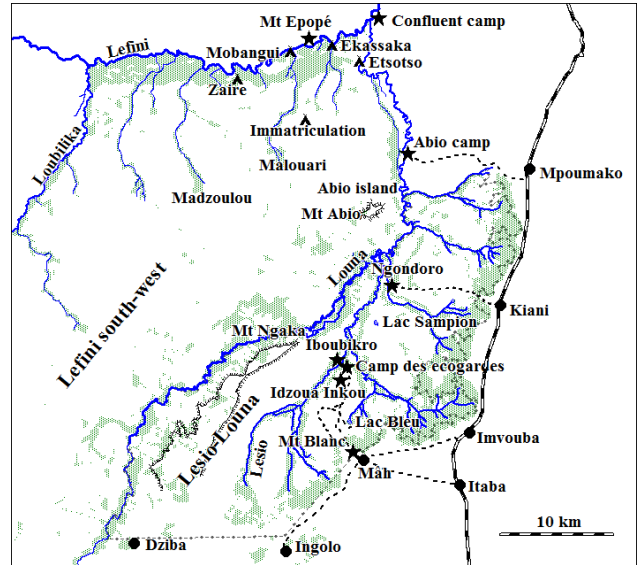 Mt Epopé
Confluent camp
Lefini
Mobangui
Ekassaka
Etsotso
Zaire
Immatriculation
Loubilika
Malouari
Abio camp
Mpoumako
Madzoulou
Abio island
Mt Abio
Louna
Ngondoro
Lefini south-west
Kiani
Lac Sampion
Mt Ngaka
Iboubikro
Camp des ecogardes
Idzoua Inkou
Lesio-Louna
Lac Bleu
Imvouba
Mt Blanc
Lesio
Mâh
Itaba
10 km
Dziba
Ingolo